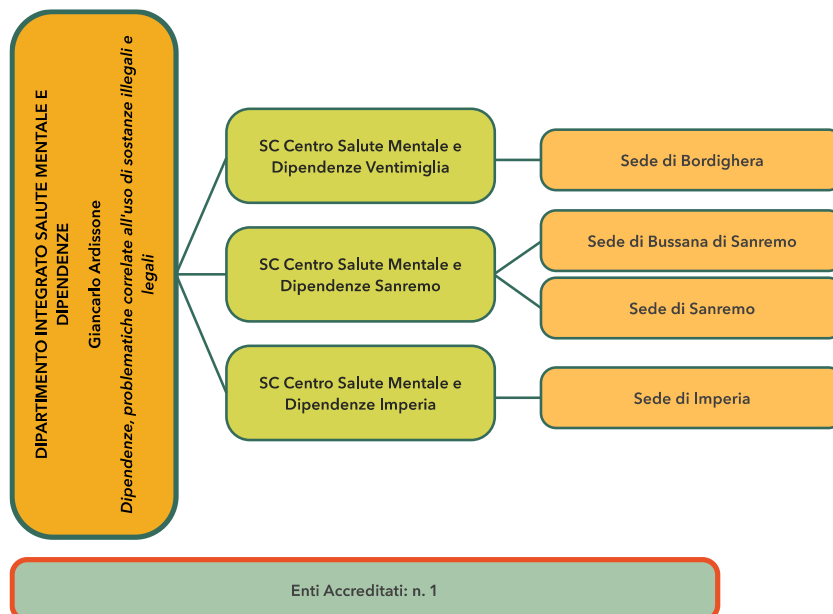 DIPARTIMENTO INTEGRATO SALUTE MENTALE E
DIPENDENZE
Giancarlo Ardissone
Dipendenze, problematiche correlate all'uso di sostanze illegali e
legali
SC Centro Salute Mentale e
Dipendenze Ventimiglia
Sede di Bordighera
SC Centro Salute Mentale e
Dipendenze Sanremo
Sede di Bussana di Sanremo
Sede di Sanremo
SC Centro Salute Mentale e
Dipendenze Imperia
Sede di Imperia
Enti Accreditati: n. 1